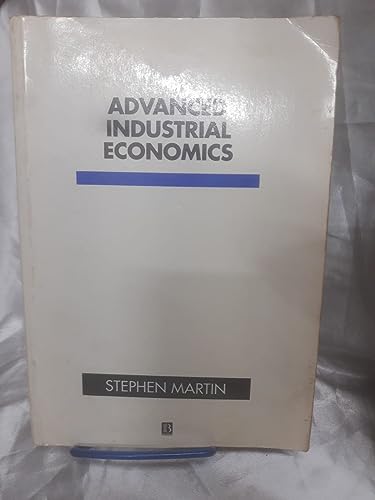 ADVANCED
INDUSTRIAL
ECONOMICS
STEPHEN MARTIN
B